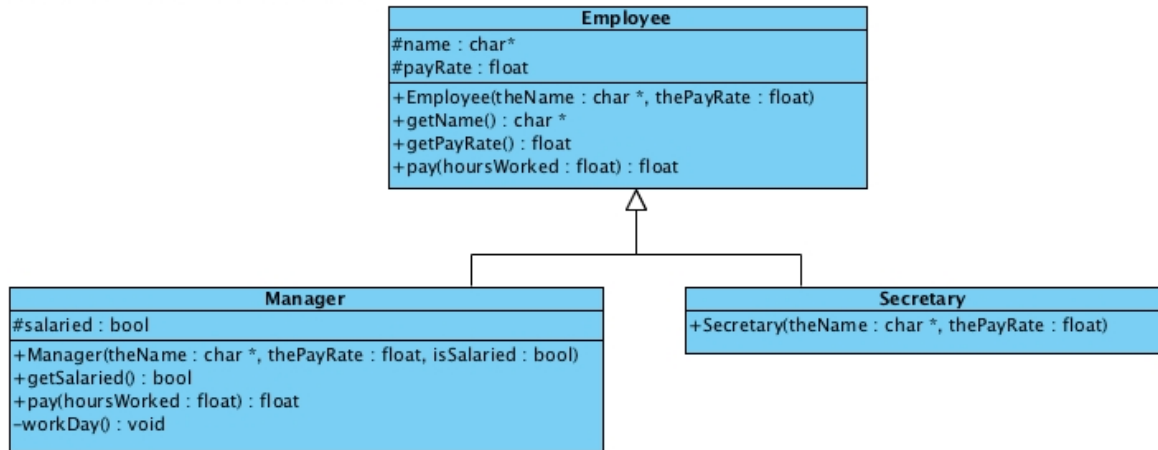 Employee
#name : char*
#payRate : float
+Employee(theName : char *, thePayRate : float)
+getName() : char *
+getPayRate() : float
+pay(hoursWorked : float) : float
Manager
#salaried : bool
+Manager(theName : char *, thePayRate : float, isSalaried : bool)
+getSalaried() : bool
+pay(hoursWorked : float) : float
-workDay() : void
Secretary
+Secretary(theName : char *, thePayRate : float)